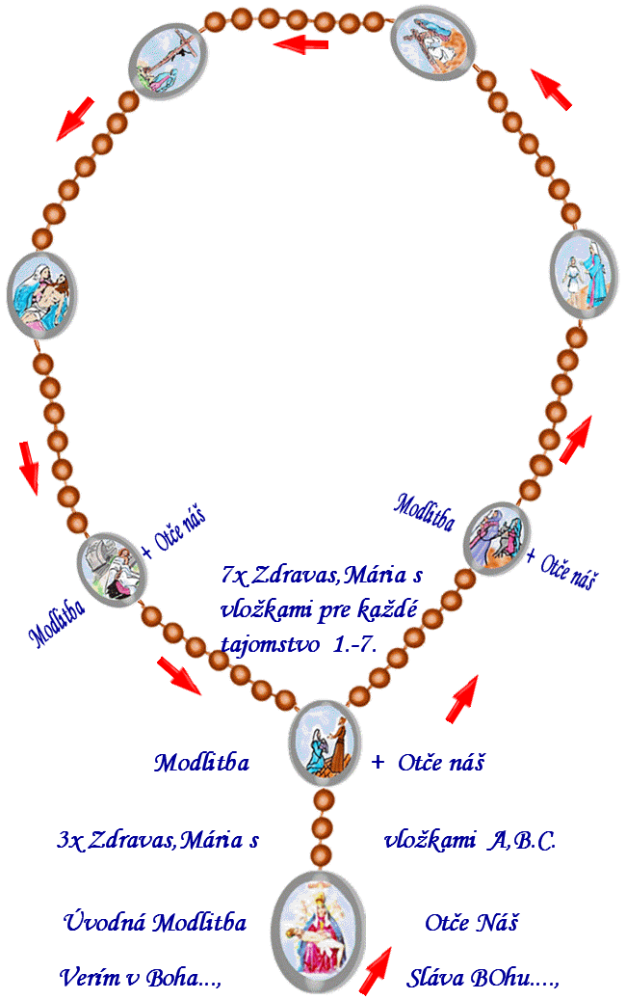 Modlitba
+ Otče náš
+ Otče náš
Modlitba
7x Zdravas,Mária s
vložkami pre každé
tajomstvo 1.-7.
Modlitba + Otče náš
3x Zdravas,Mária s vložkami A,B.C.
Úvodná Modlitba Otče Náš
Verím v Boha..., Sláva BOhu....,